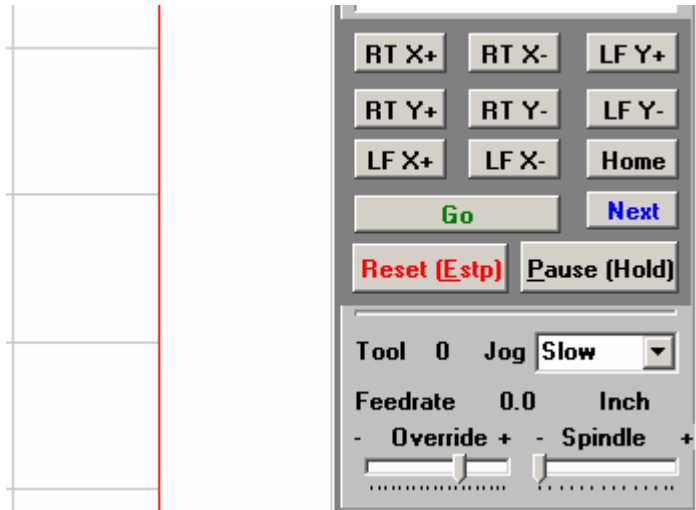 RT X+ RT X- LF Y+
RT Y+ RT Y- LF Y-
LF X+ LF X- Home
Go Next
Reset (Estp) Pause (Hold)
Tool 0 Jog Slow
Feedrate 0.0 Inch
- Override + - Spindle +